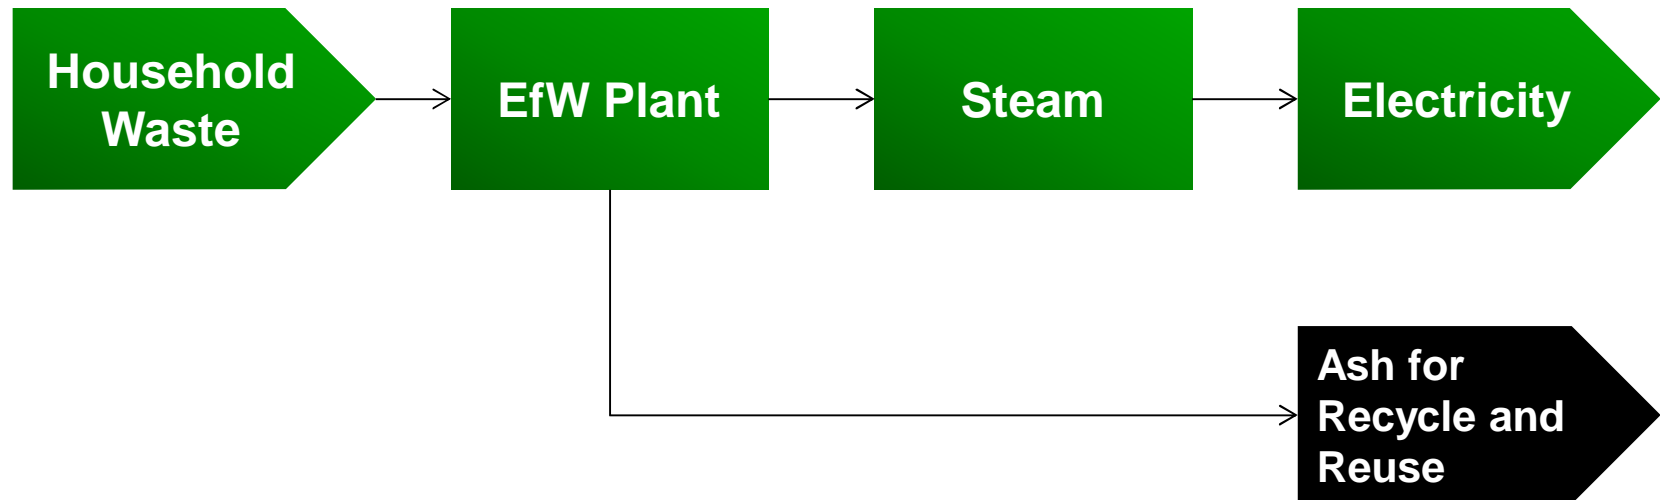 Household
Waste
EfW Plant
Steam
Electricity
Ash for
Recycle and
Reuse